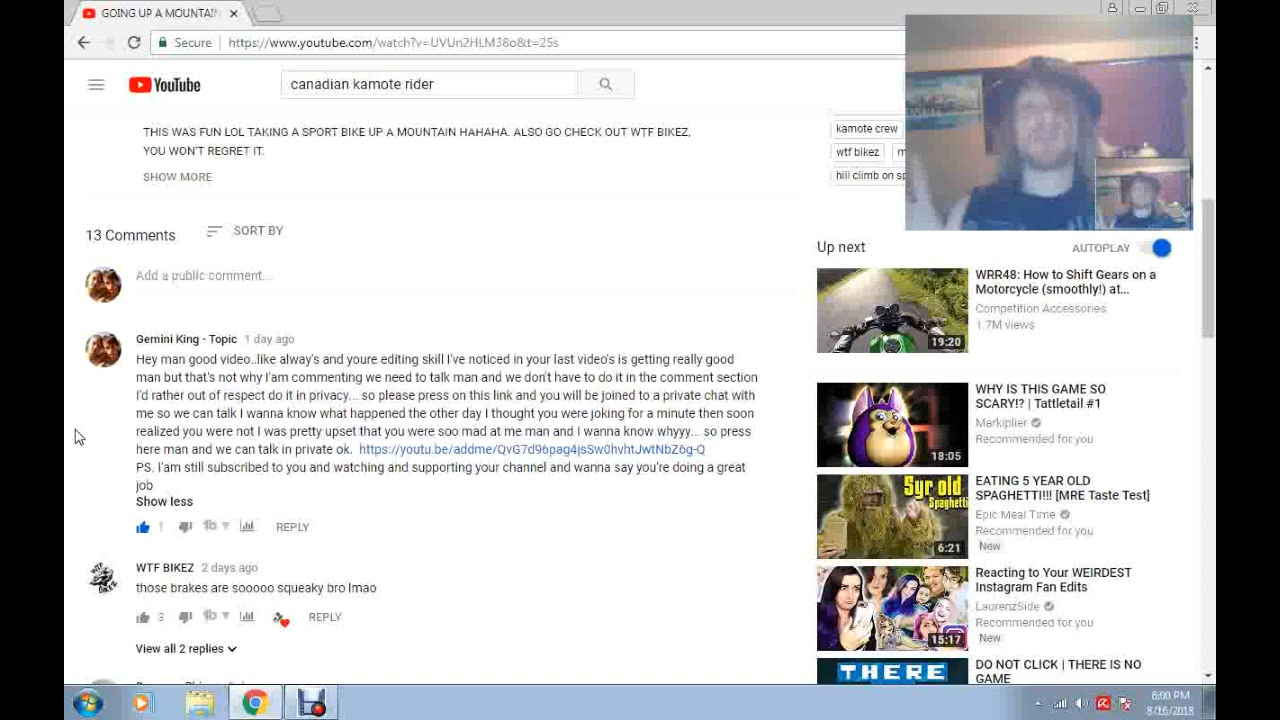 GOING UP A MOUNTAIN
Secure
https://www.youtube.com/watch?v=UVUn2HLM38o&t=25s
YouTube
canadian kamote rider
THIS WAS FUN LOL TAKING A SPORT BIKE UP A MOUNTAIN HAHAHA. ALSO GO CHECK OUT WTF BIKEZ,
YOU WON'T REGRET IT.
SHOW MORE
kamote crew
wtf bikez
m
hill climb on sp
13 Comments
SORT BY
Add a public comment...
Gemini King - Topic 1 day ago
Hey man good video..like alway's and youre editing skill I've noticed in your last video's is getting really good
man but that's not why I'am commenting we need to talk man and we don't have to do it in the comment section
I'd rather out of respect do it in privacy... so please press on this link and you will be joined to a private chat with
me so we can talk I wanna know what happened the other day I thought you were joking for a minute then soon
realized you were not I was pretty upset that you were soo mad at me man and I wanna know whyyy... so press
here man and we can talk in private ok. https://youtu.be/addme/QvG7d96pag4jsSw0hvhtJwtNbZ6g-Q
PS. I'am still subscribed to you and watching and supporting your channel and wanna say you're doing a great
job
Show less
1
REPLY
WTF BIKEZ 2 days ago
those brakes are sooooo squeaky bro lmao
3
REPLY
View all 2 replies
Up next
AUTOPLAY
19:20
WRR48: How to Shift Gears on a
Motorcycle (smoothly!) at...
Competition Accessories
1.7M views
18:05
WHY IS THIS GAME SO
SCARY!? | Tattletail #1
Markiplier
Recommended for you
5yr old
Spaghetti
6:21
EATING 5 YEAR OLD
SPAGHETTI!!! [MRE Taste Test]
Epic Meal Time
Recommended for you
New
15:17
Reacting to Your WEIRDEST
Instagram Fan Edits
LaurenzSide
Recommended for you
New
THERE
DO NOT CLICK | THERE IS NO
GAME
6:00 PM
8/16/2018